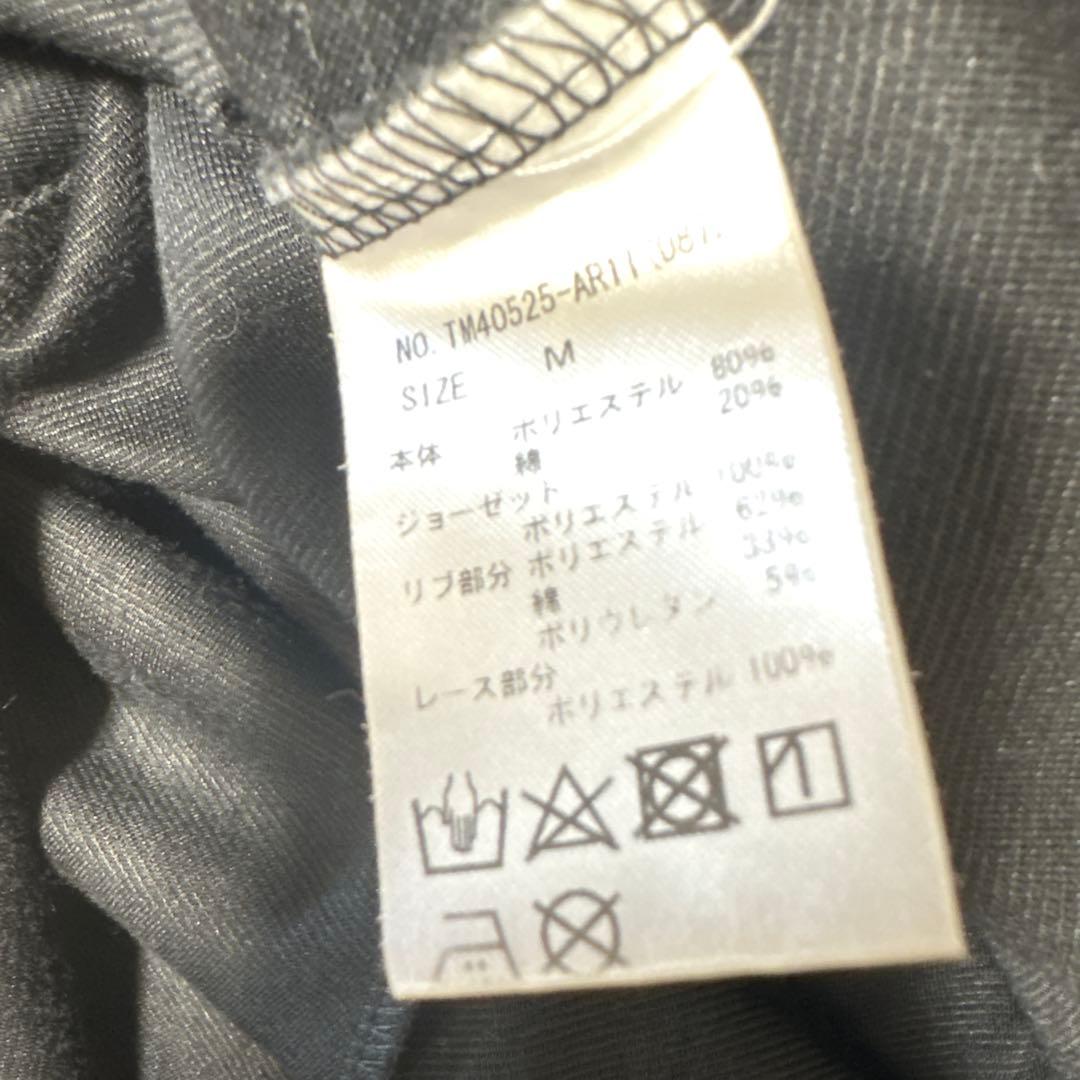 NO. TM40525-AR11 (087)
SIZE M
本体 ポリエステル 80%
綿 20%
ジョーゼット
ポリエステル 100%
リブ部分 ポリエステル 62%
綿 33%
ポリウレタン 5%
レース部分
ポリエステル 100%